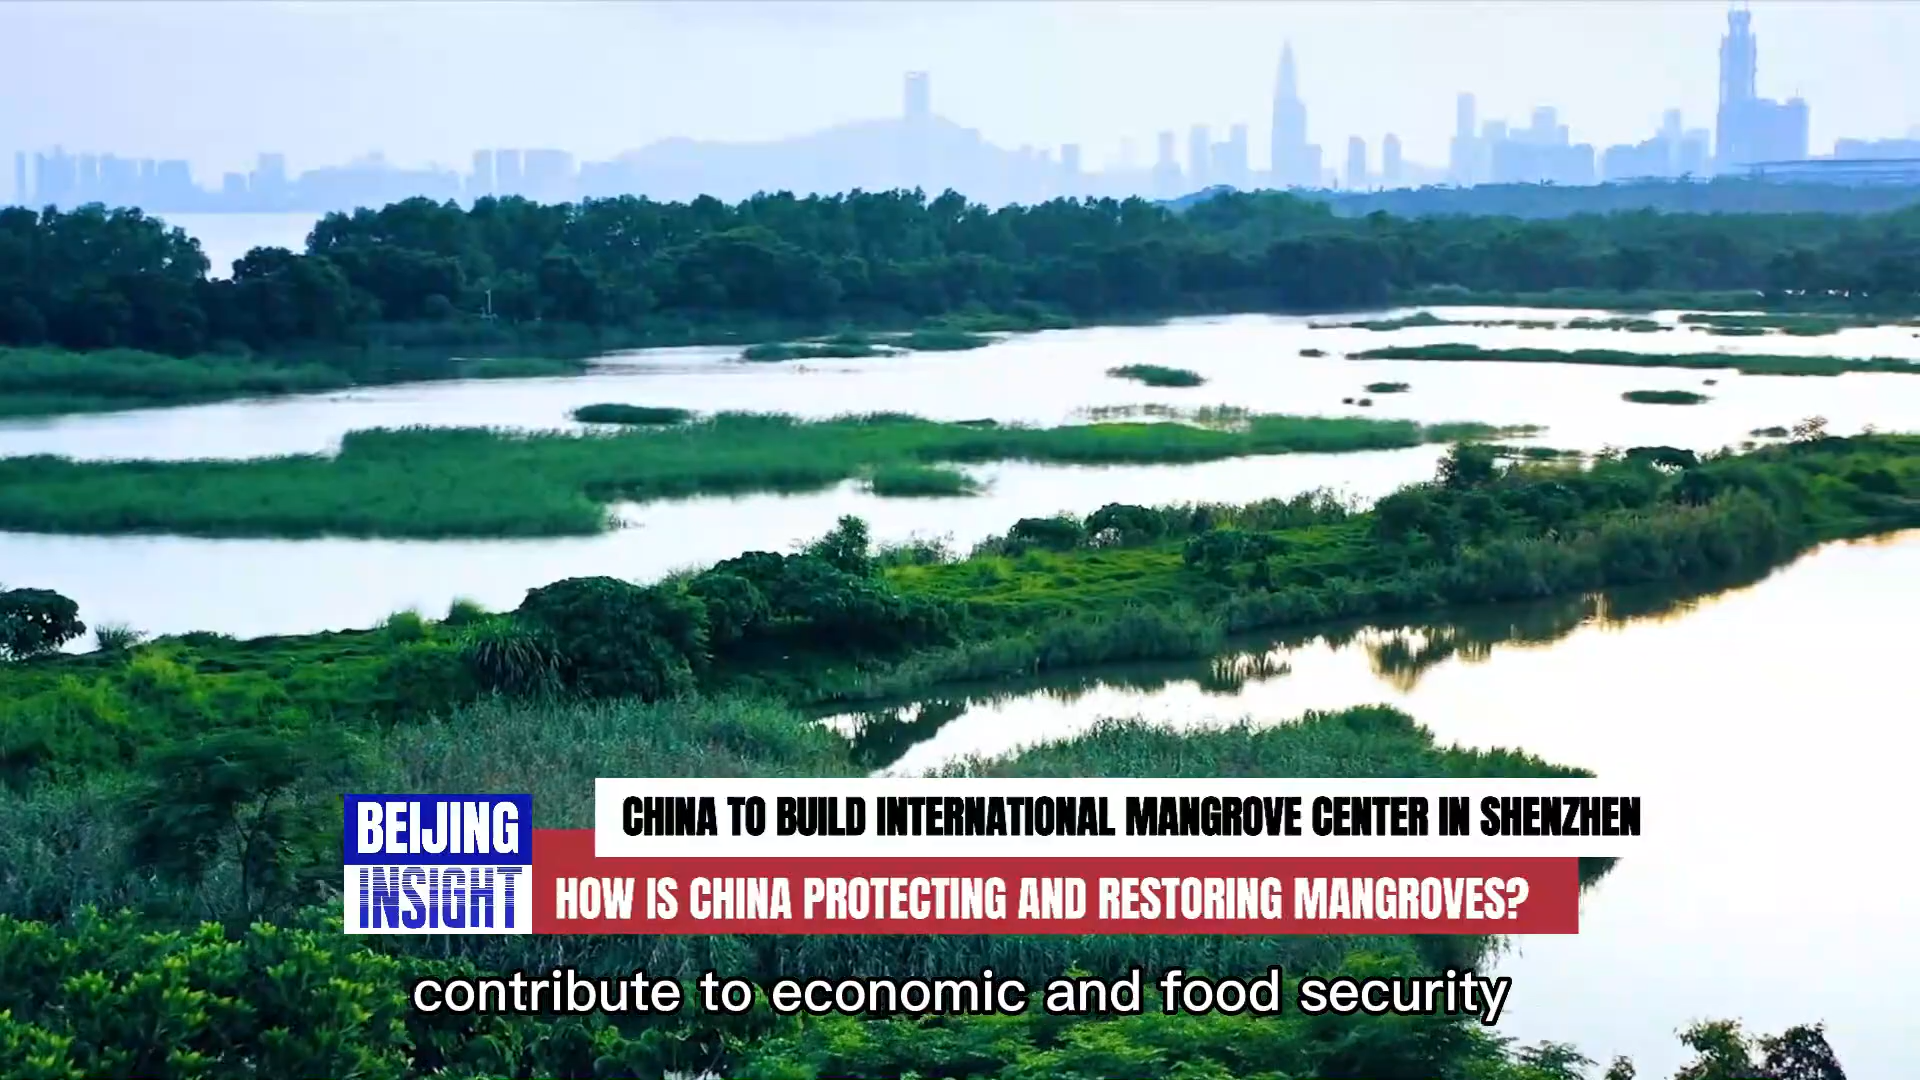 CHINA TO BUILD INTERNATIONAL MANGROVE CENTER IN SHENZHEN
BEIJING
INSIGHT
HOW IS CHINA PROTECTING AND RESTORING MANGROVES?
contribute to economic and food security